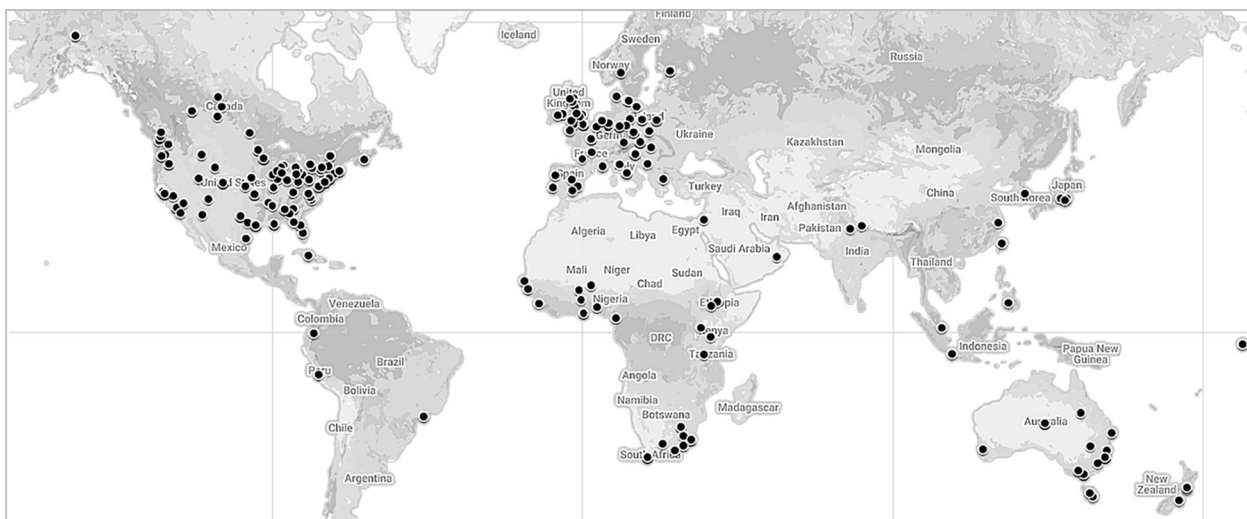 Finland
Iceland
Sweden
Russia
Norway
United
Kingdom
Canada
Ukraine
Kazakhstan
Mongolia
France
United States
Spain
Turkey
China
South Korea
Japan
Afghanistan
Iraq
Iran
Pakistan
Algeria
Libya
Egypt
Mexico
Saudi Arabia
India
Thailand
Mali
Niger
Chad
Sudan
Nigeria
Ethiopia
Venezuela
Colombia
DRC
Kenya
Indonesia
Papua New
Guinea
Tanzania
Brazil
Peru
Angola
Bolivia
Namibia
Botswana
Madagascar
Australia
Chile
South Africa
Argentina
New
Zealand